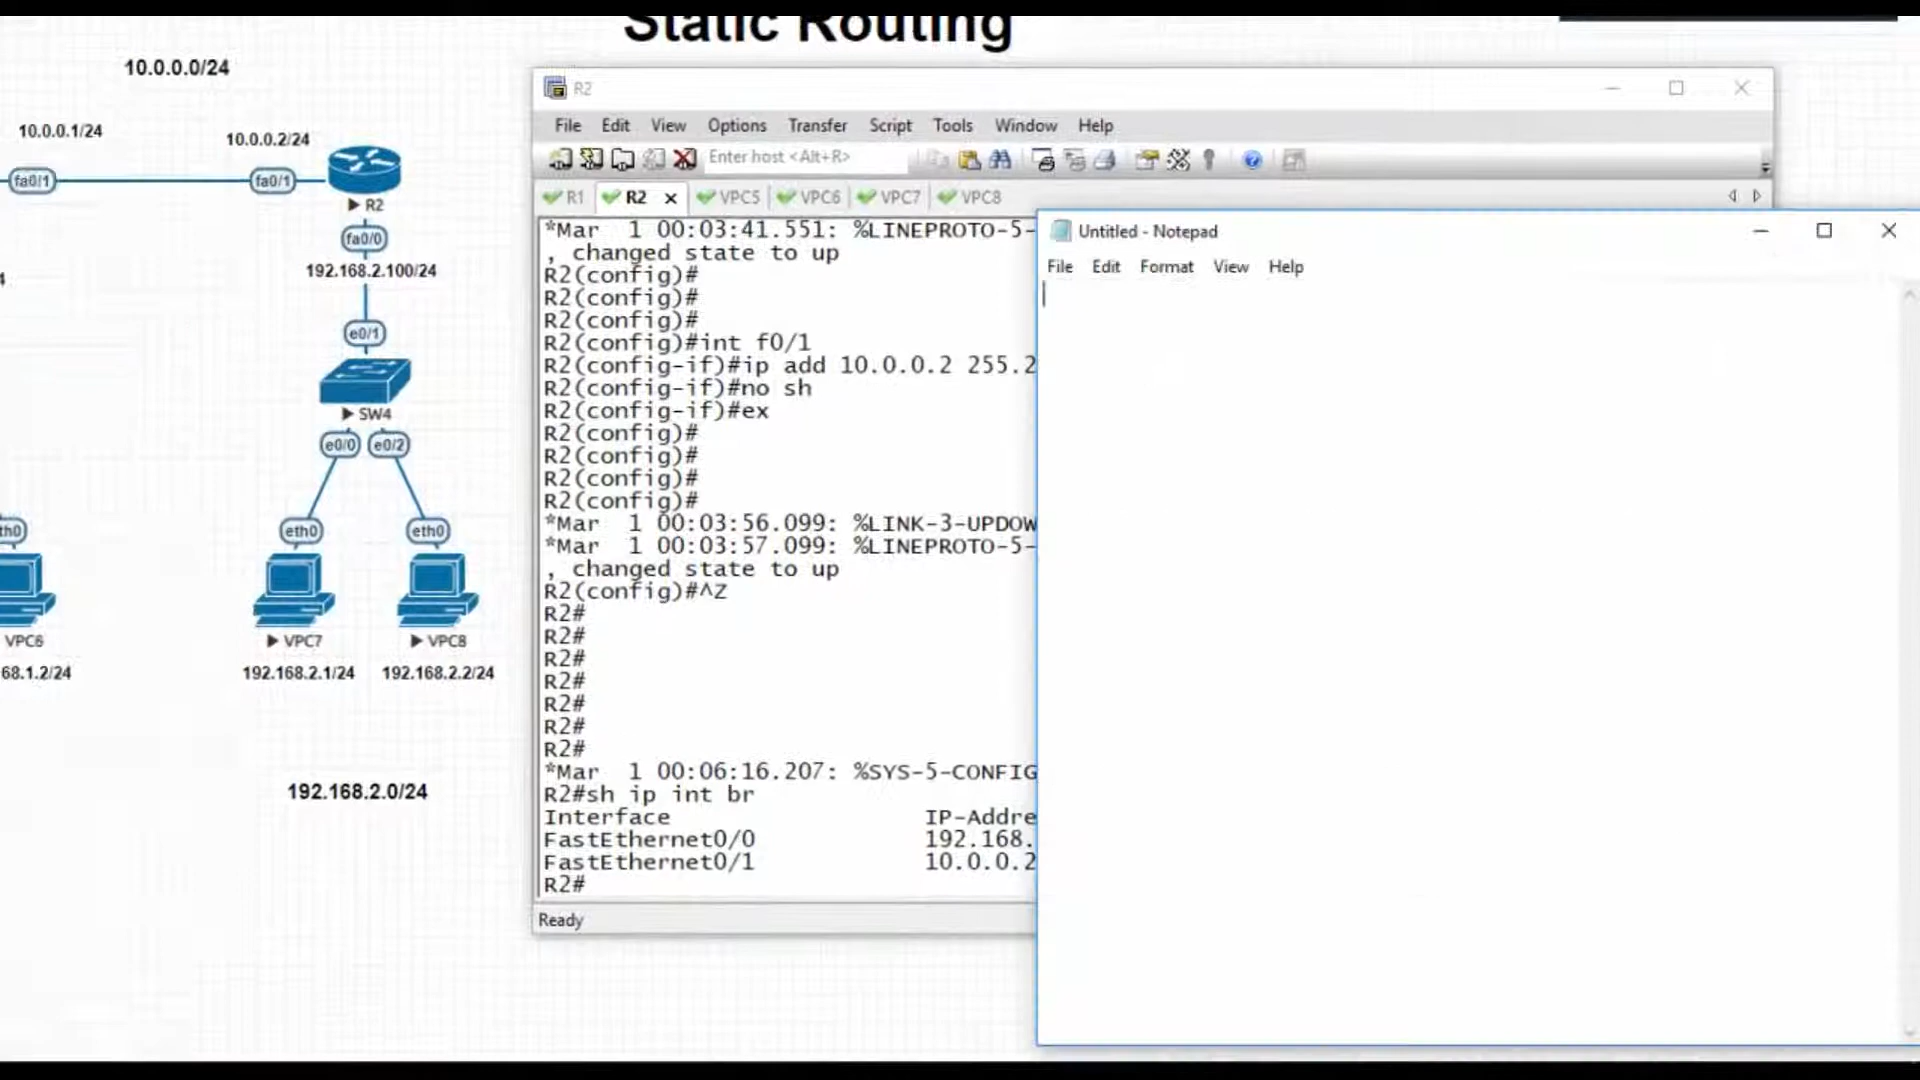 Static Routing
10.0.0.0/24
10.0.0.1/24
10.0.0.2/24
fa0/1
fa0/1
R2
fa0/0
192.168.2.100/24
4
e0/1
SW4
e0/0 e0/2
th0
eth0
eth0
VPC6
VPC7
VPC8
68.1.2/24
192.168.2.1/24
192.168.2.2/24
192.168.2.0/24
R2
File Edit View Options Transfer Script Tools Window Help
Enter host <Alt+R>
R1 R2 VPC5 VPC6 VPC7 VPC8
*Mar 1 00:03:41.551: %LINEPROTO-5-
, changed state to up
R2(config)#
R2(config)#
R2(config)#
R2(config)#int f0/1
R2(config-if)#ip add 10.0.0.2 255.2
R2(config-if)#no sh
R2(config-if)#ex
R2(config)#
R2(config)#
R2(config)#
R2(config)#
*Mar 1 00:03:56.099: %LINK-3-UPDOW
*Mar 1 00:03:57.099: %LINEPROTO-5-
, changed state to up
R2(config)#^Z
R2#
R2#
R2#
R2#
R2#
R2#
R2#
*Mar 1 00:06:16.207: %SYS-5-CONFIG
R2#sh ip int br
Interface IP-Addre
FastEthernet0/0 192.168.
FastEthernet0/1 10.0.0.2
R2#
Ready
Untitled - Notepad
File Edit Format View Help